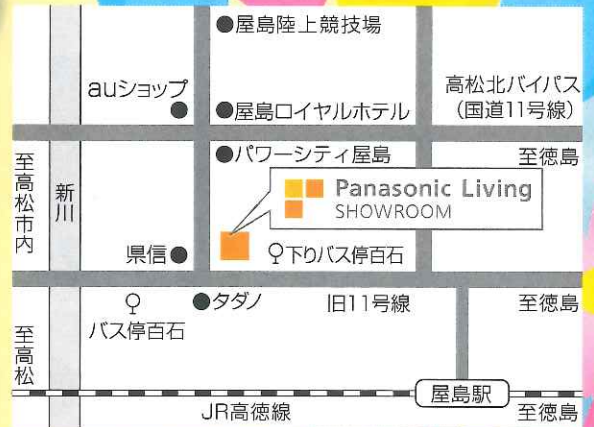 ●屋島陸上競技場
auショップ
●
●屋島ロイヤルホテル
高松北バイパス
(国道11号線)
●パワーシティ屋島
至徳島
至高松市内
新川
Panasonic Living
SHOWROOM
県信●
下りバス停百石
バス停百石
●タダノ
旧11号線
至徳島
至高松
屋島駅
JR高徳線
至徳島